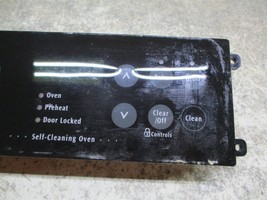 Oven
Preheat
Door Locked
Clear
/Off
Clean
Controls
Self-Cleaning Oven